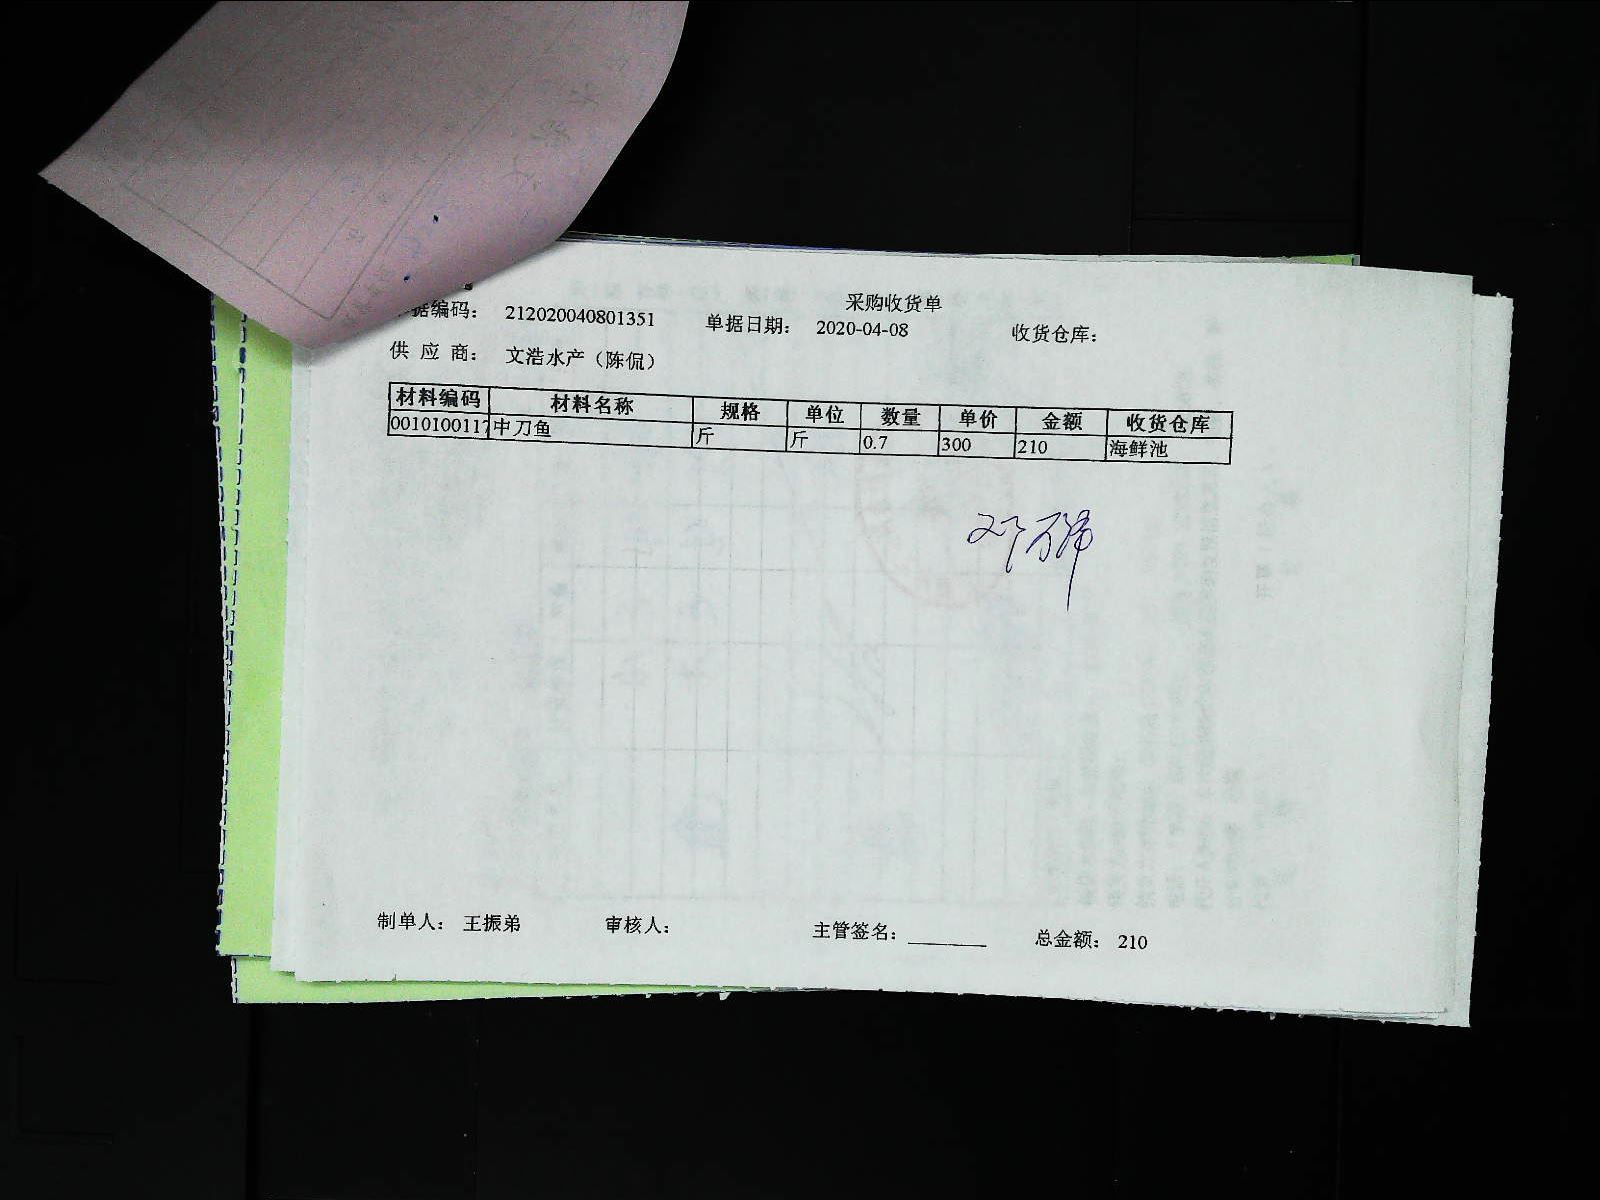 采购收货单
据编码： 212020040801351 单据日期： 2020-04-08 收货仓库：
供 应 商： 文浩水产（陈侃）
材料编码 材料名称 规格 单位 数量 单价 金额 收货仓库
0010100117 中刀鱼 斤 斤 0.7 300 210 海鲜池
制单人： 王振弟 审核人： 主管签名： 总金额： 210